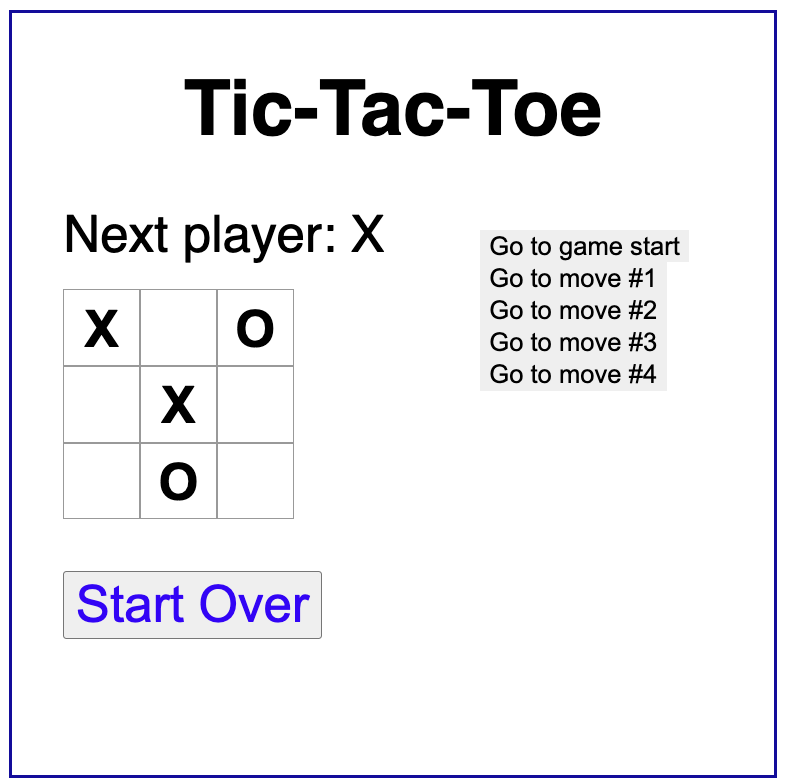 Tic-Tac-Toe
Next player: X
X O
X
O
Go to game start
Go to move #1
Go to move #2
Go to move #3
Go to move #4
Start Over